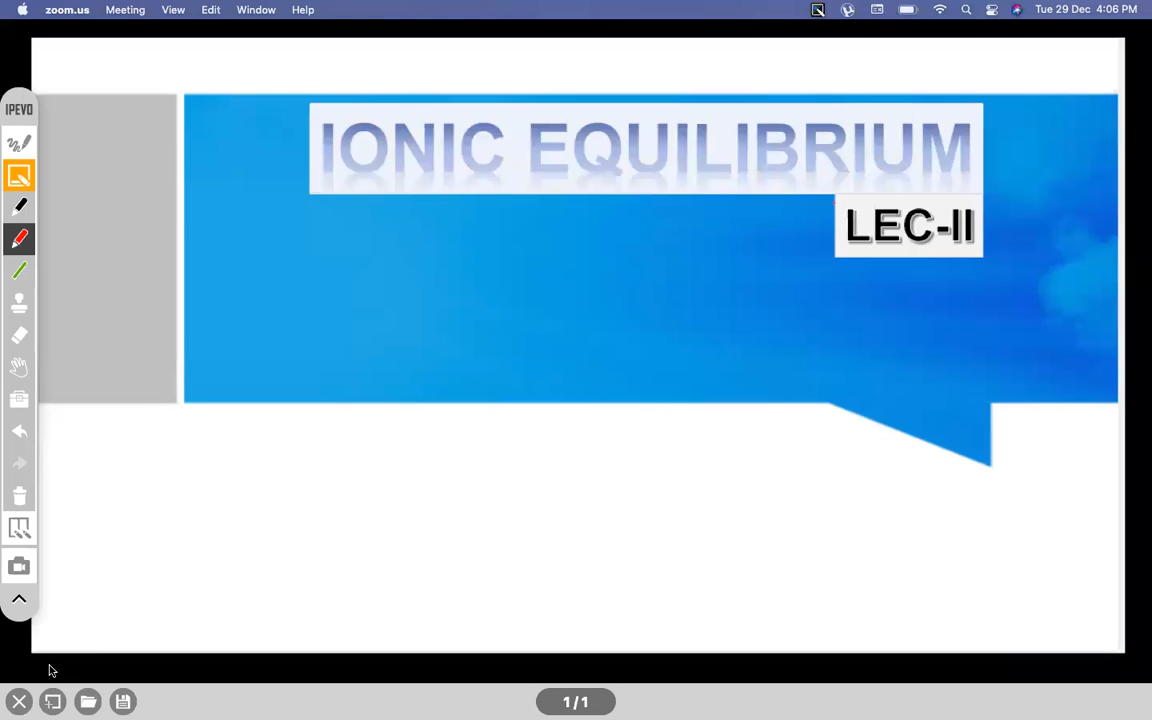 zoom.us Meeting View Edit Window Help Tue 29 Dec 4:06 PM
IPEVO
IONIC EQUILIBRIUM
LEC-II
1/1